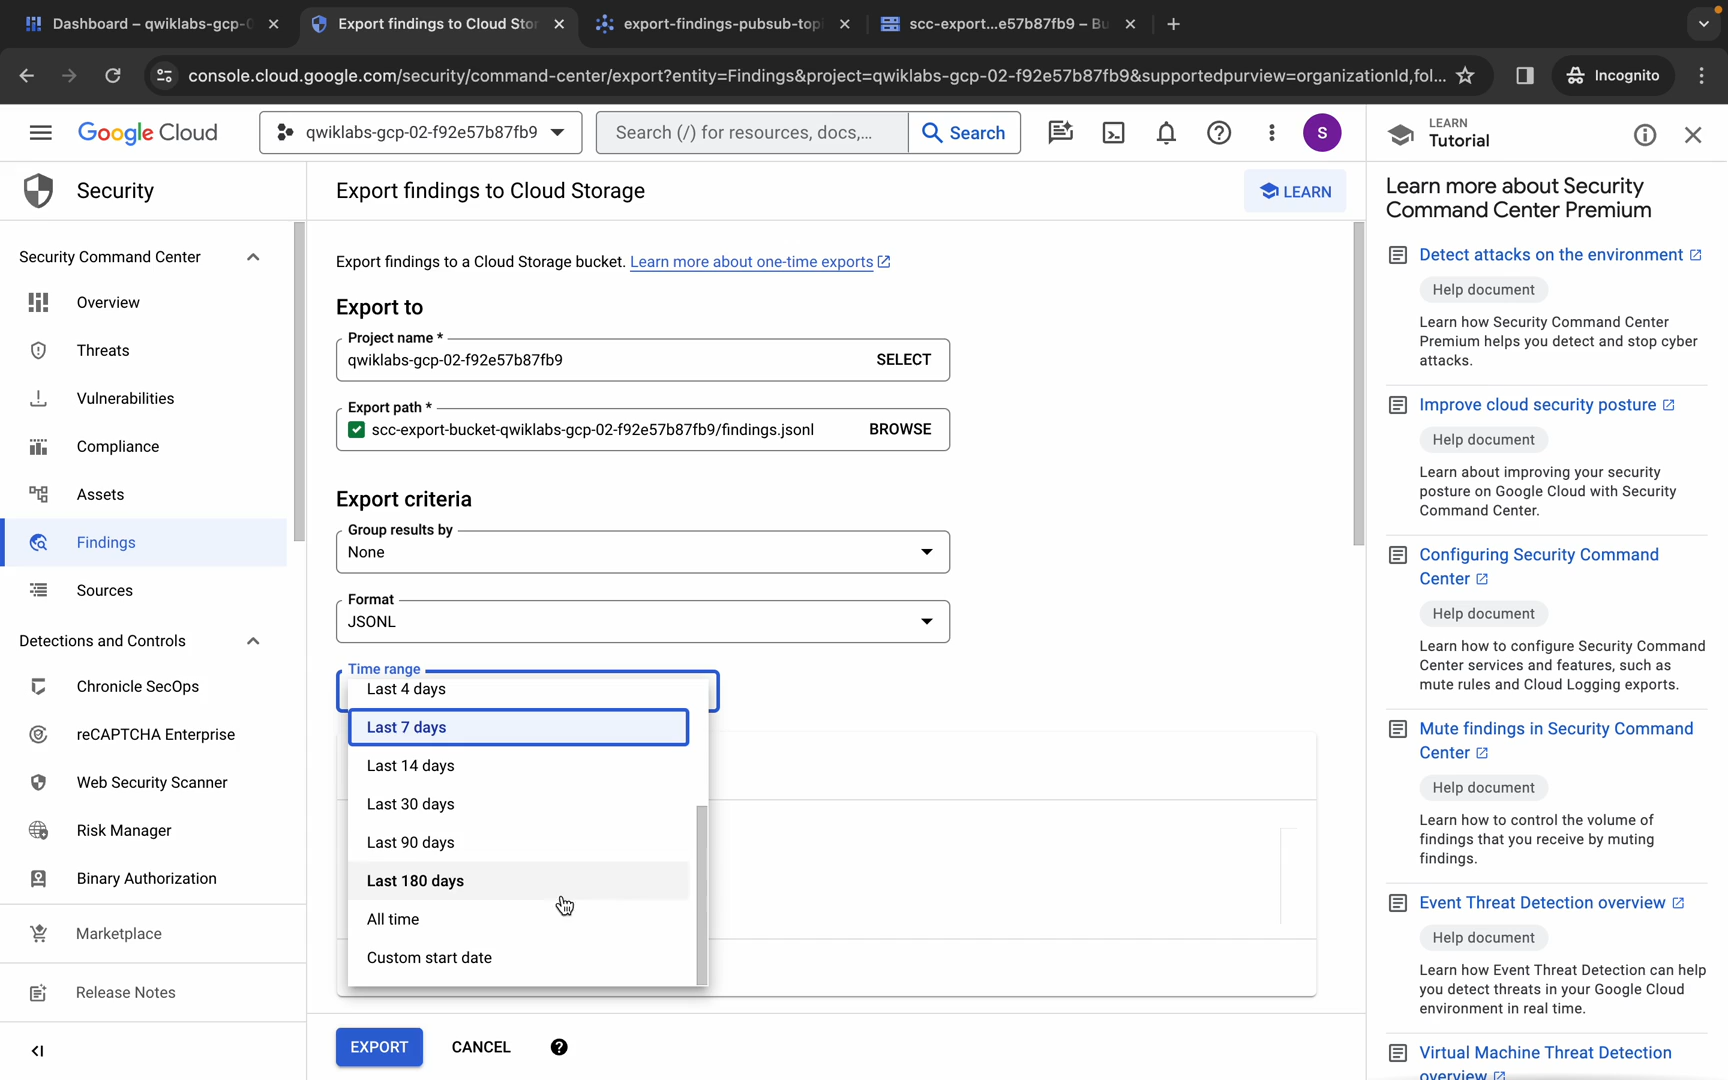 Dashboard – qwiklabs-gcp-0
Export findings to Cloud Stor
export-findings-pubsub-topi
scc-export...e57b87fb9 – Bu
console.cloud.google.com/security/command-center/export?entity=Findings&project=qwiklabs-gcp-02-f92e57b87fb9&supportedpurview=organizationId,fol...
Incognito
Google Cloud
qwiklabs-gcp-02-f92e57b87fb9
Search (/) for resources, docs,...
Search
S
LEARN
Tutorial
Security
Security Command Center
Overview
Threats
Vulnerabilities
Compliance
Assets
Findings
Sources
Detections and Controls
Chronicle SecOps
reCAPTCHA Enterprise
Web Security Scanner
Risk Manager
Binary Authorization
Marketplace
Release Notes
Export findings to Cloud Storage
LEARN
Export findings to a Cloud Storage bucket. Learn more about one-time exports
Export to
Project name *
qwiklabs-gcp-02-f92e57b87fb9
SELECT
Export path *
scc-export-bucket-qwiklabs-gcp-02-f92e57b87fb9/findings.jsonl
BROWSE
Export criteria
Group results by
None
Format
JSONL
Time range
Last 4 days
Last 7 days
Last 14 days
Last 30 days
Last 90 days
Last 180 days
All time
Custom start date
EXPORT
CANCEL
Learn more about Security
Command Center Premium
Detect attacks on the environment
Help document
Learn how Security Command Center
Premium helps you detect and stop cyber
attacks.
Improve cloud security posture
Help document
Learn about improving your security
posture on Google Cloud with Security
Command Center.
Configuring Security Command
Center
Help document
Learn how to configure Security Command
Center services and features, such as
mute rules and Cloud Logging exports.
Mute findings in Security Command
Center
Help document
Learn how to control the volume of
findings that you receive by muting
findings.
Event Threat Detection overview
Help document
Learn how Event Threat Detection can help
you detect threats in your Google Cloud
environment in real time.
Virtual Machine Threat Detection
overview